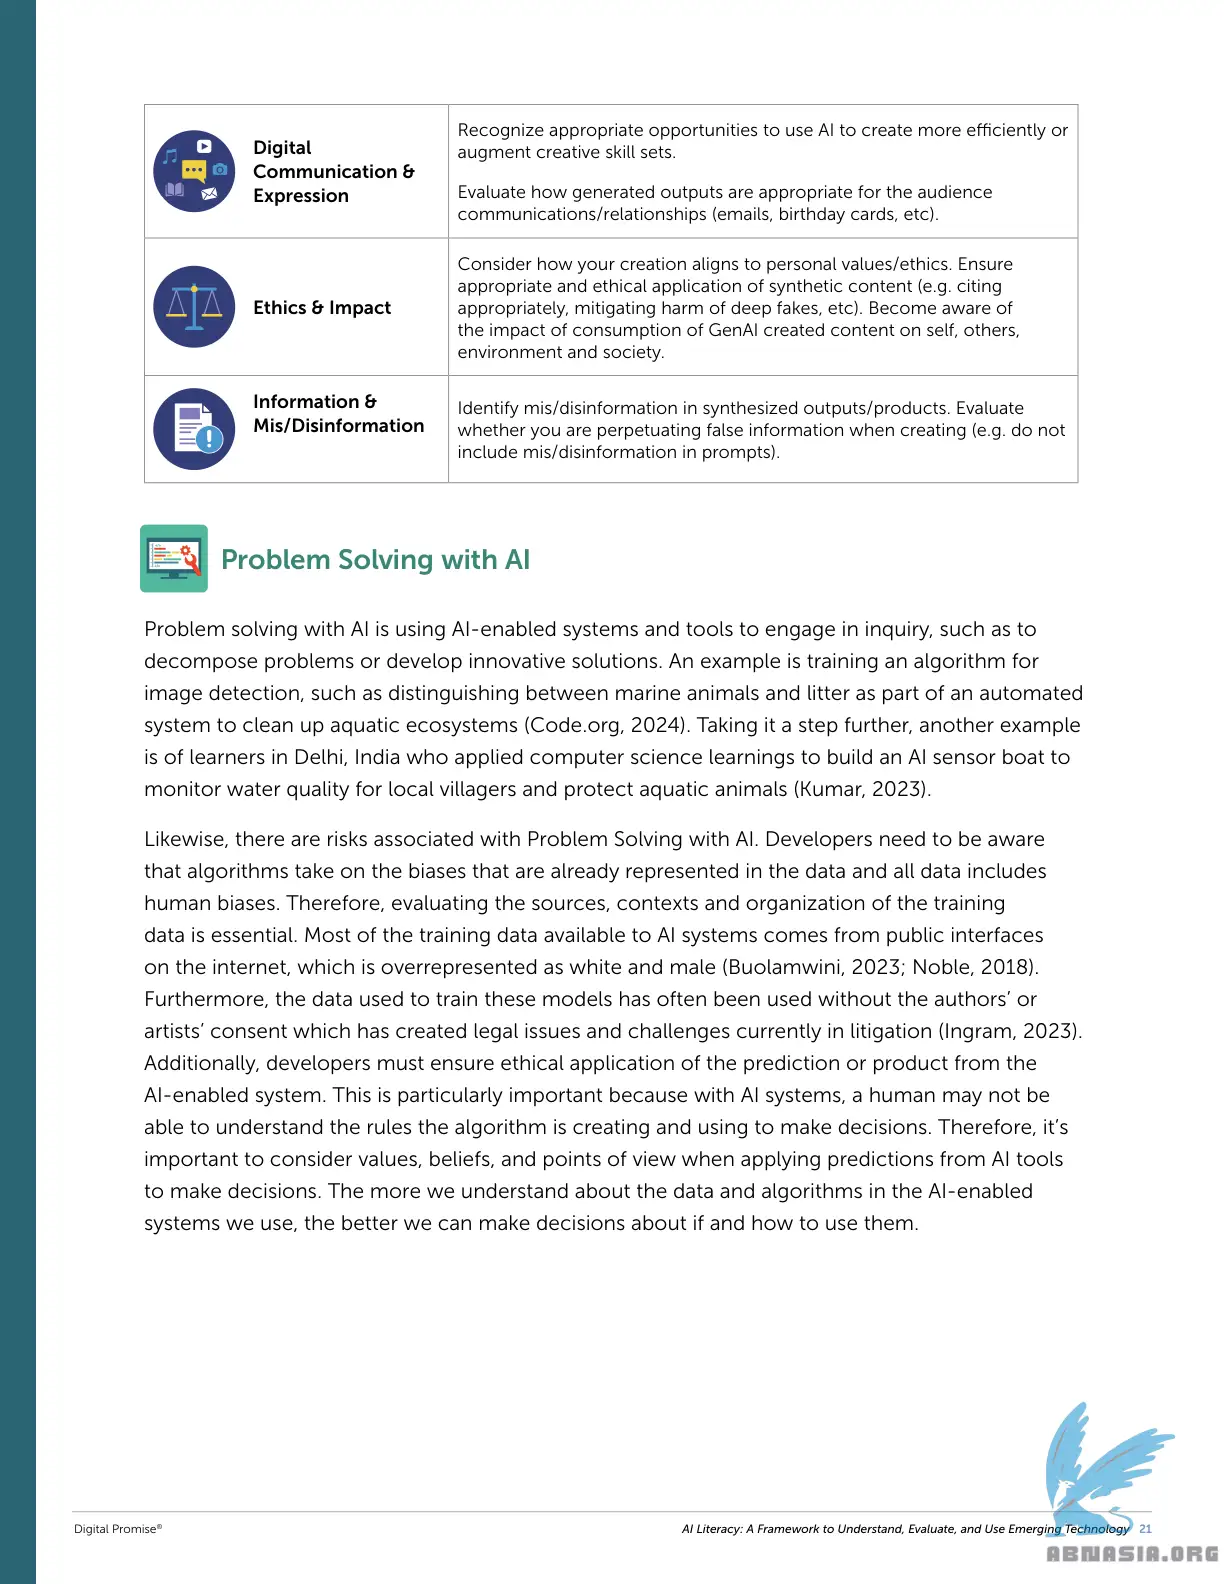 Digital
Communication &
Expression
Recognize appropriate opportunities to use AI to create more efficiently or
augment creative skill sets.
Evaluate how generated outputs are appropriate for the audience
communications/relationships (emails, birthday cards, etc).
Ethics & Impact
Consider how your creation aligns to personal values/ethics. Ensure
appropriate and ethical application of synthetic content (e.g. citing
appropriately, mitigating harm of deep fakes, etc). Become aware of
the impact of consumption of GenAI created content on self, others,
environment and society.
Information &
Mis/Disinformation
Identify mis/disinformation in synthesized outputs/products. Evaluate
whether you are perpetuating false information when creating (e.g. do not
include mis/disinformation in prompts).
Problem Solving with AI
Problem solving with AI is using AI-enabled systems and tools to engage in inquiry, such as to
decompose problems or develop innovative solutions. An example is training an algorithm for
image detection, such as distinguishing between marine animals and litter as part of an automated
system to clean up aquatic ecosystems (Code.org, 2024). Taking it a step further, another example
is of learners in Delhi, India who applied computer science learnings to build an AI sensor boat to
monitor water quality for local villagers and protect aquatic animals (Kumar, 2023).
Likewise, there are risks associated with Problem Solving with AI. Developers need to be aware
that algorithms take on the biases that are already represented in the data and all data includes
human biases. Therefore, evaluating the sources, contexts and organization of the training
data is essential. Most of the training data available to AI systems comes from public interfaces
on the internet, which is overrepresented as white and male (Buolamwini, 2023; Noble, 2018).
Furthermore, the data used to train these models has often been used without the authors’ or
artists’ consent which has created legal issues and challenges currently in litigation (Ingram, 2023).
Additionally, developers must ensure ethical application of the prediction or product from the
AI-enabled system. This is particularly important because with AI systems, a human may not be
able to understand the rules the algorithm is creating and using to make decisions. Therefore, it’s
important to consider values, beliefs, and points of view when applying predictions from AI tools
to make decisions. The more we understand about the data and algorithms in the AI-enabled
systems we use, the better we can make decisions about if and how to use them.
Digital Promise®
AI Literacy: A Framework to Understand, Evaluate, and Use Emerging Technology 21
ABNASIA.ORG